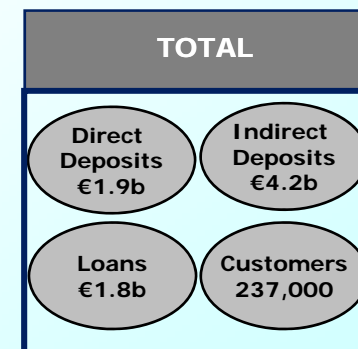 TOTAL
Direct
Deposits
€1.9b
Indirect
Deposits
€4.2b
Loans
€1.8b
Customers
237,000